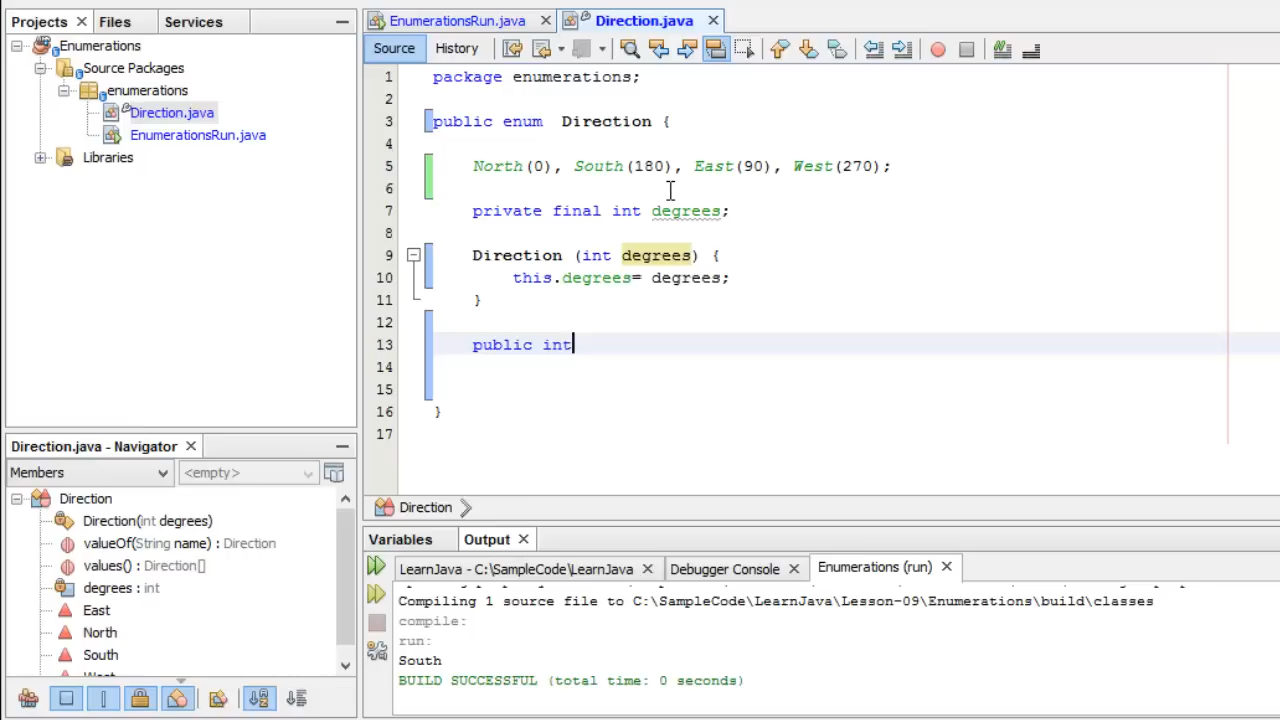 Projects Files Services
Enumerations
Source Packages
enumerations
Direction.java
EnumerationsRun.java
Libraries
Direction.java - Navigator
Members <empty>
Direction
Direction(int degrees)
valueOf(String name) : Direction
values() : Direction[]
degrees : int
East
North
South
EnumerationsRun.java Direction.java
Source History
1 package enumerations;
2
3 public enum  Direction {
4
5 North(0), South(180), East(90), West(270);
6
7 private final int degrees;
8
9 Direction (int degrees) {
10 this.degrees= degrees;
11 }
12
13 public int
14
15
16 }
17
Direction
Variables Output
LearnJava - C:\SampleCode\LearnJava Debugger Console Enumerations (run)
Compiling 1 source file to C:\SampleCode\LearnJava\Lesson-09\Enumerations\build\classes
compile:
run:
South
BUILD SUCCESSFUL (total time: 0 seconds)